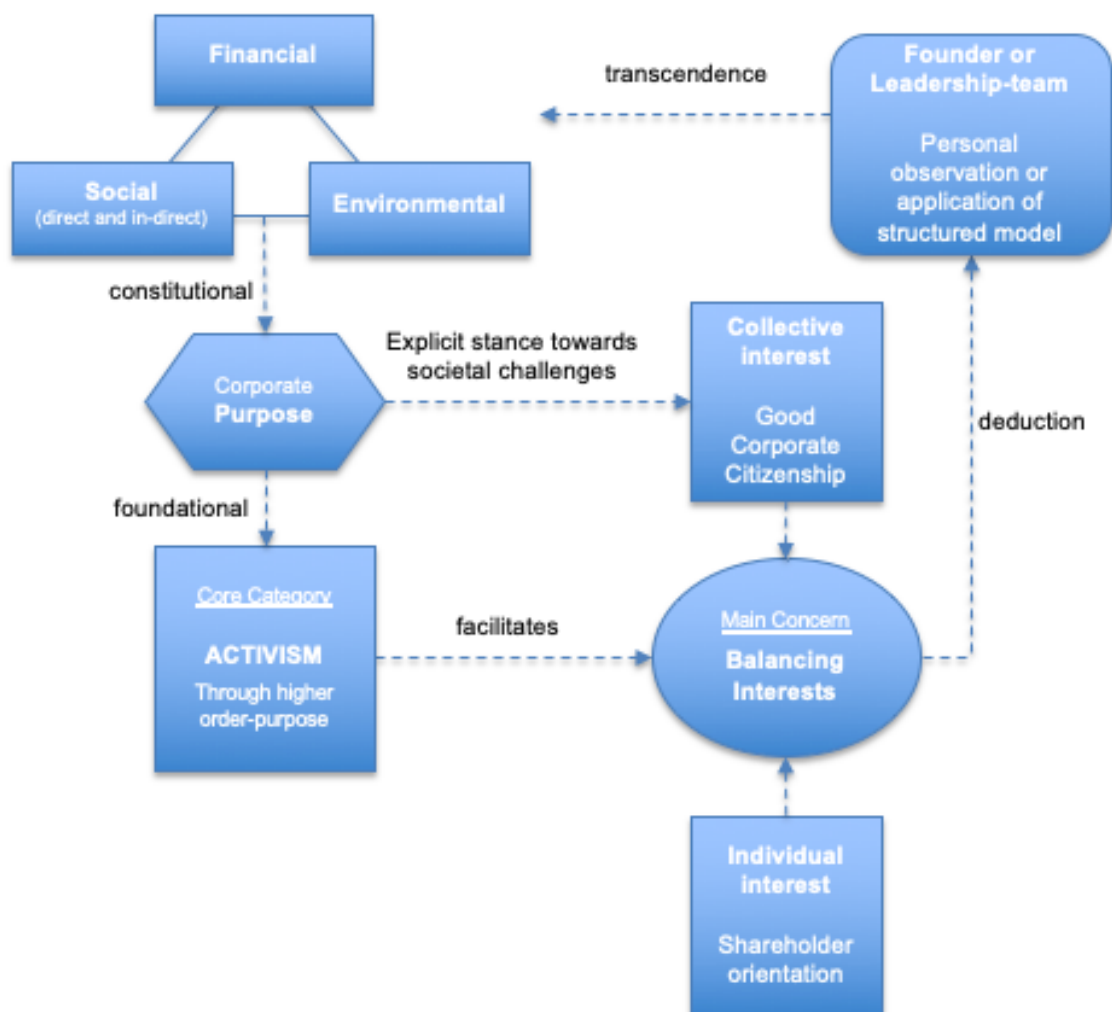 Financial
Social
(direct and in-direct)
Environmental
transcendence
Founder or
Leadership-team
Personal
observation or
application of
structured model
constitutional
Corporate
Purpose
Explicit stance towards
societal challenges
Collective
interest
Good
Corporate
Citizenship
deduction
foundational
Core Category
ACTIVISM
Through higher
order-purpose
facilitates
Main Concern
Balancing
Interests
Individual
interest
Shareholder
orientation